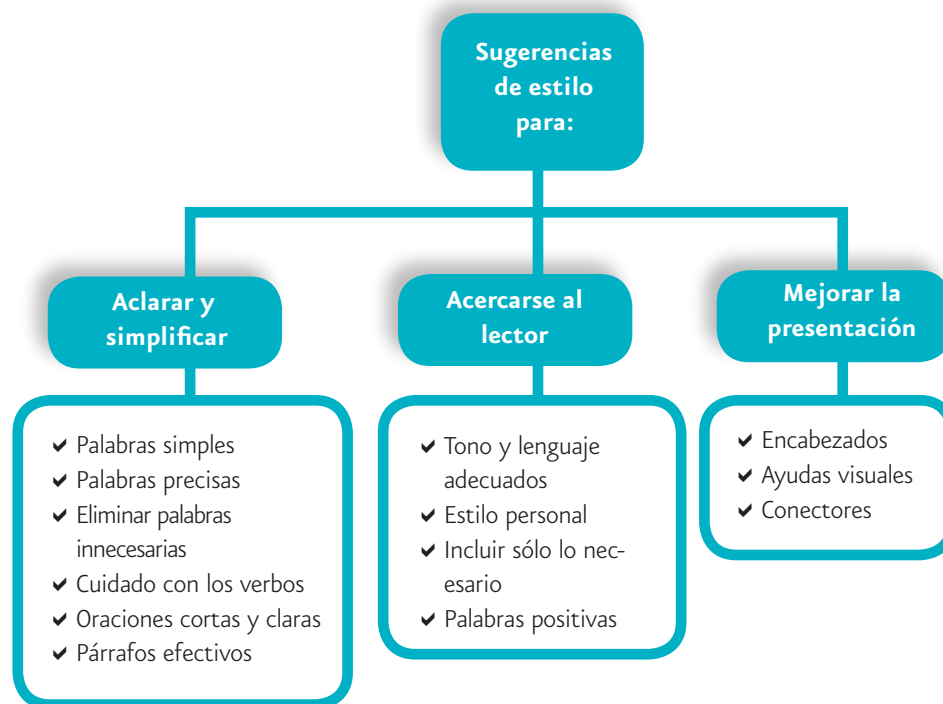 Sugerencias
de estilo
para:
Aclarar y
simplificar
✔ Palabras simples
✔ Palabras precisas
✔ Eliminar palabras
innecesarias
✔ Cuidado con los verbos
✔ Oraciones cortas y claras
✔ Párrafos efectivos
Acercarse al
lector
✔ Tono y lenguaje
adecuados
✔ Estilo personal
✔ Incluir sólo lo nec-
esario
✔ Palabras positivas
Mejorar la
presentación
✔ Encabezados
✔ Ayudas visuales
✔ Conectores